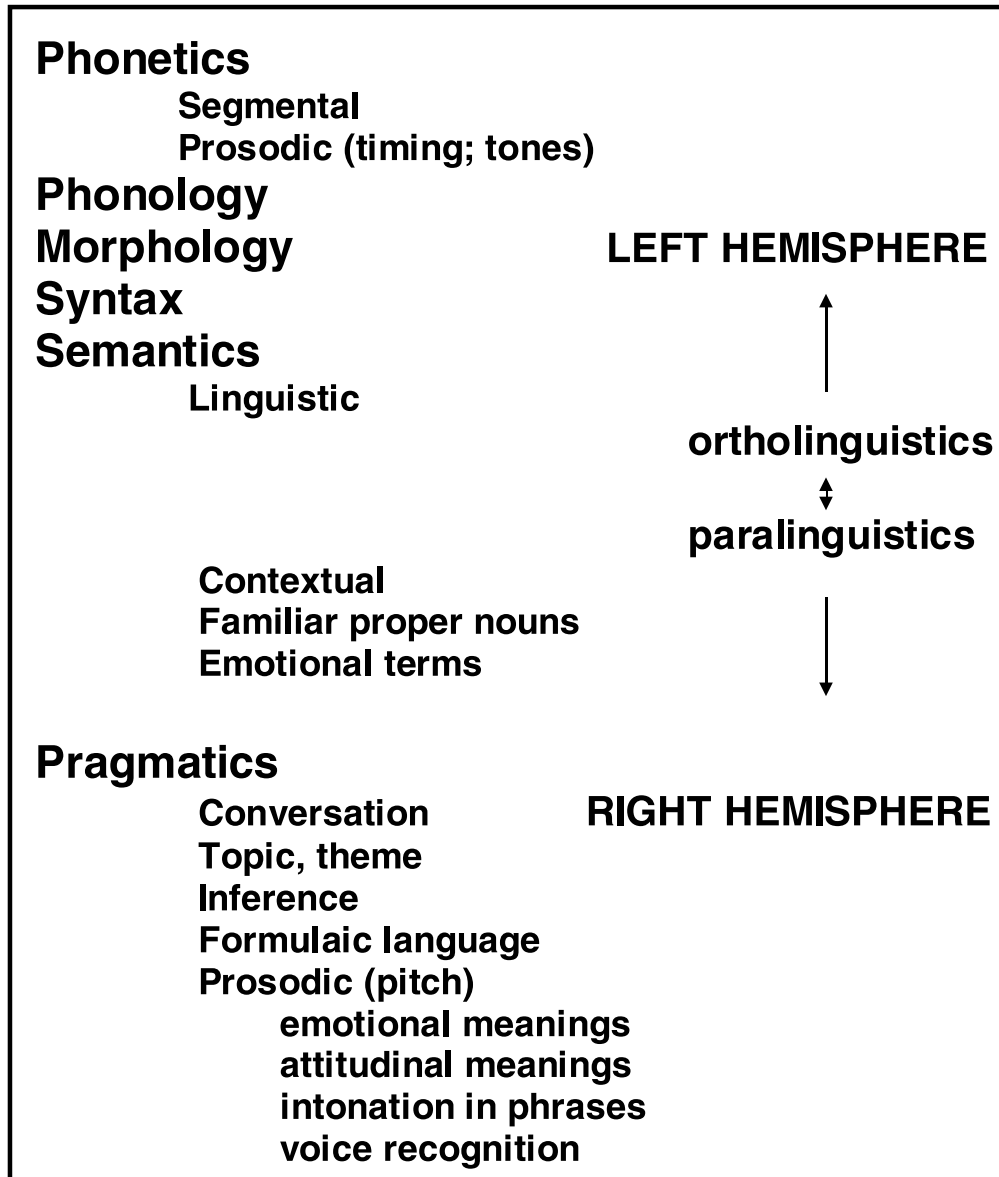 Phonetics
Segmental
Prosodic (timing; tones)
Phonology
Morphology
LEFT HEMISPHERE
Syntax
Semantics
Linguistic
ortholinguistics
paralinguistics
Contextual
Familiar proper nouns
Emotional terms
Pragmatics
Conversation
RIGHT HEMISPHERE
Topic, theme
Inference
Formulaic language
Prosodic (pitch)
emotional meanings
attitudinal meanings
intonation in phrases
voice recognition